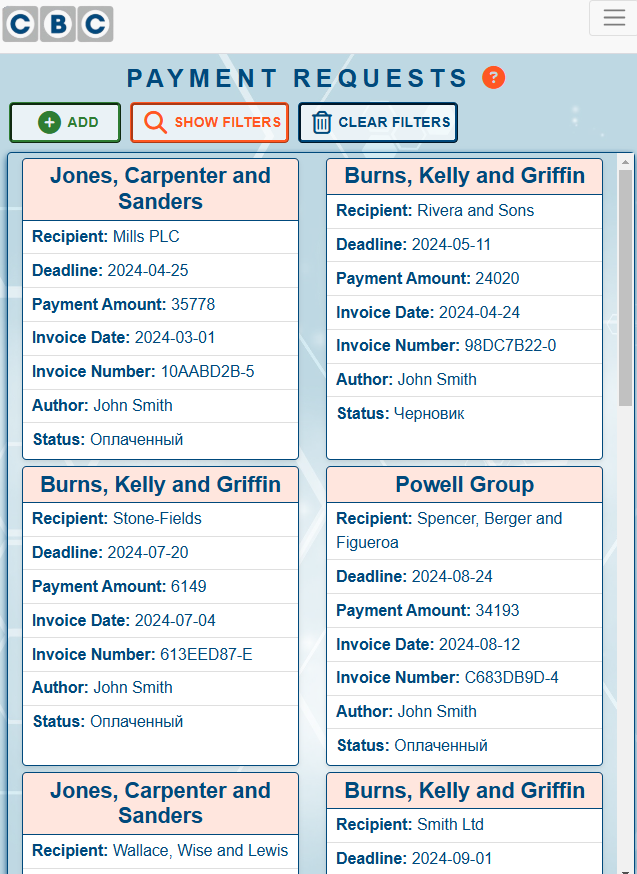 CBC
PAYMENT REQUESTS ?
ADD
SHOW FILTERS
CLEAR FILTERS
Jones, Carpenter and
Sanders
Recipient: Mills PLC
Deadline: 2024-04-25
Payment Amount: 35778
Invoice Date: 2024-03-01
Invoice Number: 10AABD2B-5
Author: John Smith
Status: Оплаченный
Burns, Kelly and Griffin
Recipient: Rivera and Sons
Deadline: 2024-05-11
Payment Amount: 24020
Invoice Date: 2024-04-24
Invoice Number: 98DC7B22-0
Author: John Smith
Status: Черновик
Burns, Kelly and Griffin
Recipient: Stone-Fields
Deadline: 2024-07-20
Payment Amount: 6149
Invoice Date: 2024-07-04
Invoice Number: 613EED87-E
Author: John Smith
Status: Оплаченный
Powell Group
Recipient: Spencer, Berger and
Figueroa
Deadline: 2024-08-24
Payment Amount: 34193
Invoice Date: 2024-08-12
Invoice Number: C683DB9D-4
Author: John Smith
Status: Оплаченный
Jones, Carpenter and
Sanders
Recipient: Wallace, Wise and Lewis
Burns, Kelly and Griffin
Recipient: Smith Ltd
Deadline: 2024-09-01